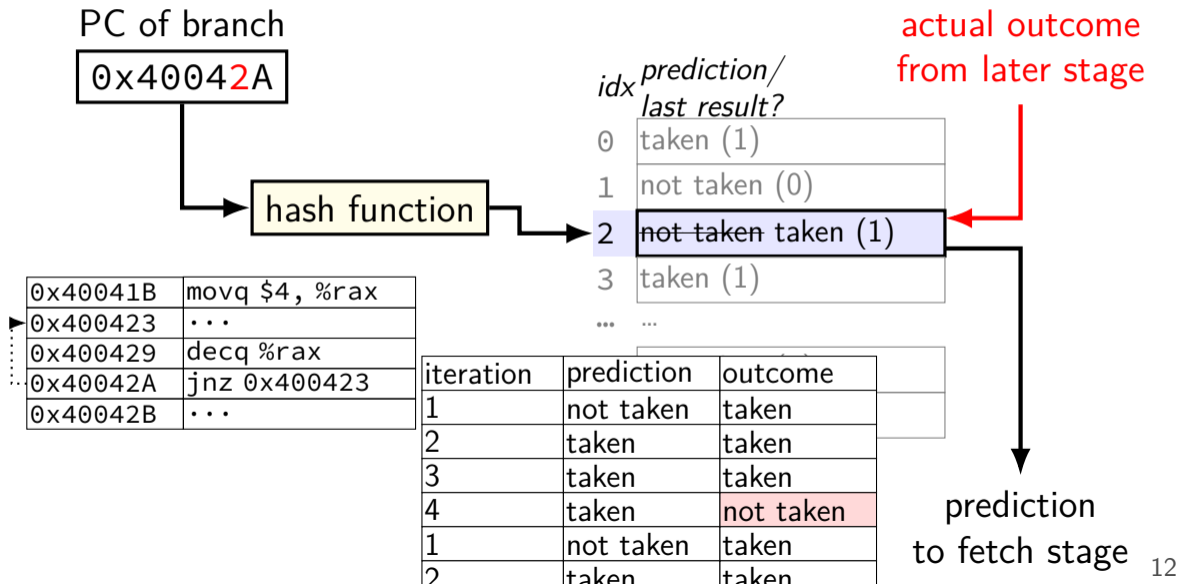 PC of branch
0x40042A
hash function
idx
prediction/
last result?
0 taken (1)
1 not taken (0)
2 not taken taken (1)
3 taken (1)
... ...
actual outcome
from later stage
prediction
to fetch stage
0x40041B movq $4, %rax
0x400423 ...
0x400429 decq %rax
0x40042A jnz 0x400423
0x40042B ...
iteration prediction outcome
1 not taken taken
2 taken taken
3 taken taken
4 taken not taken
1 not taken taken
2 taken taken
12